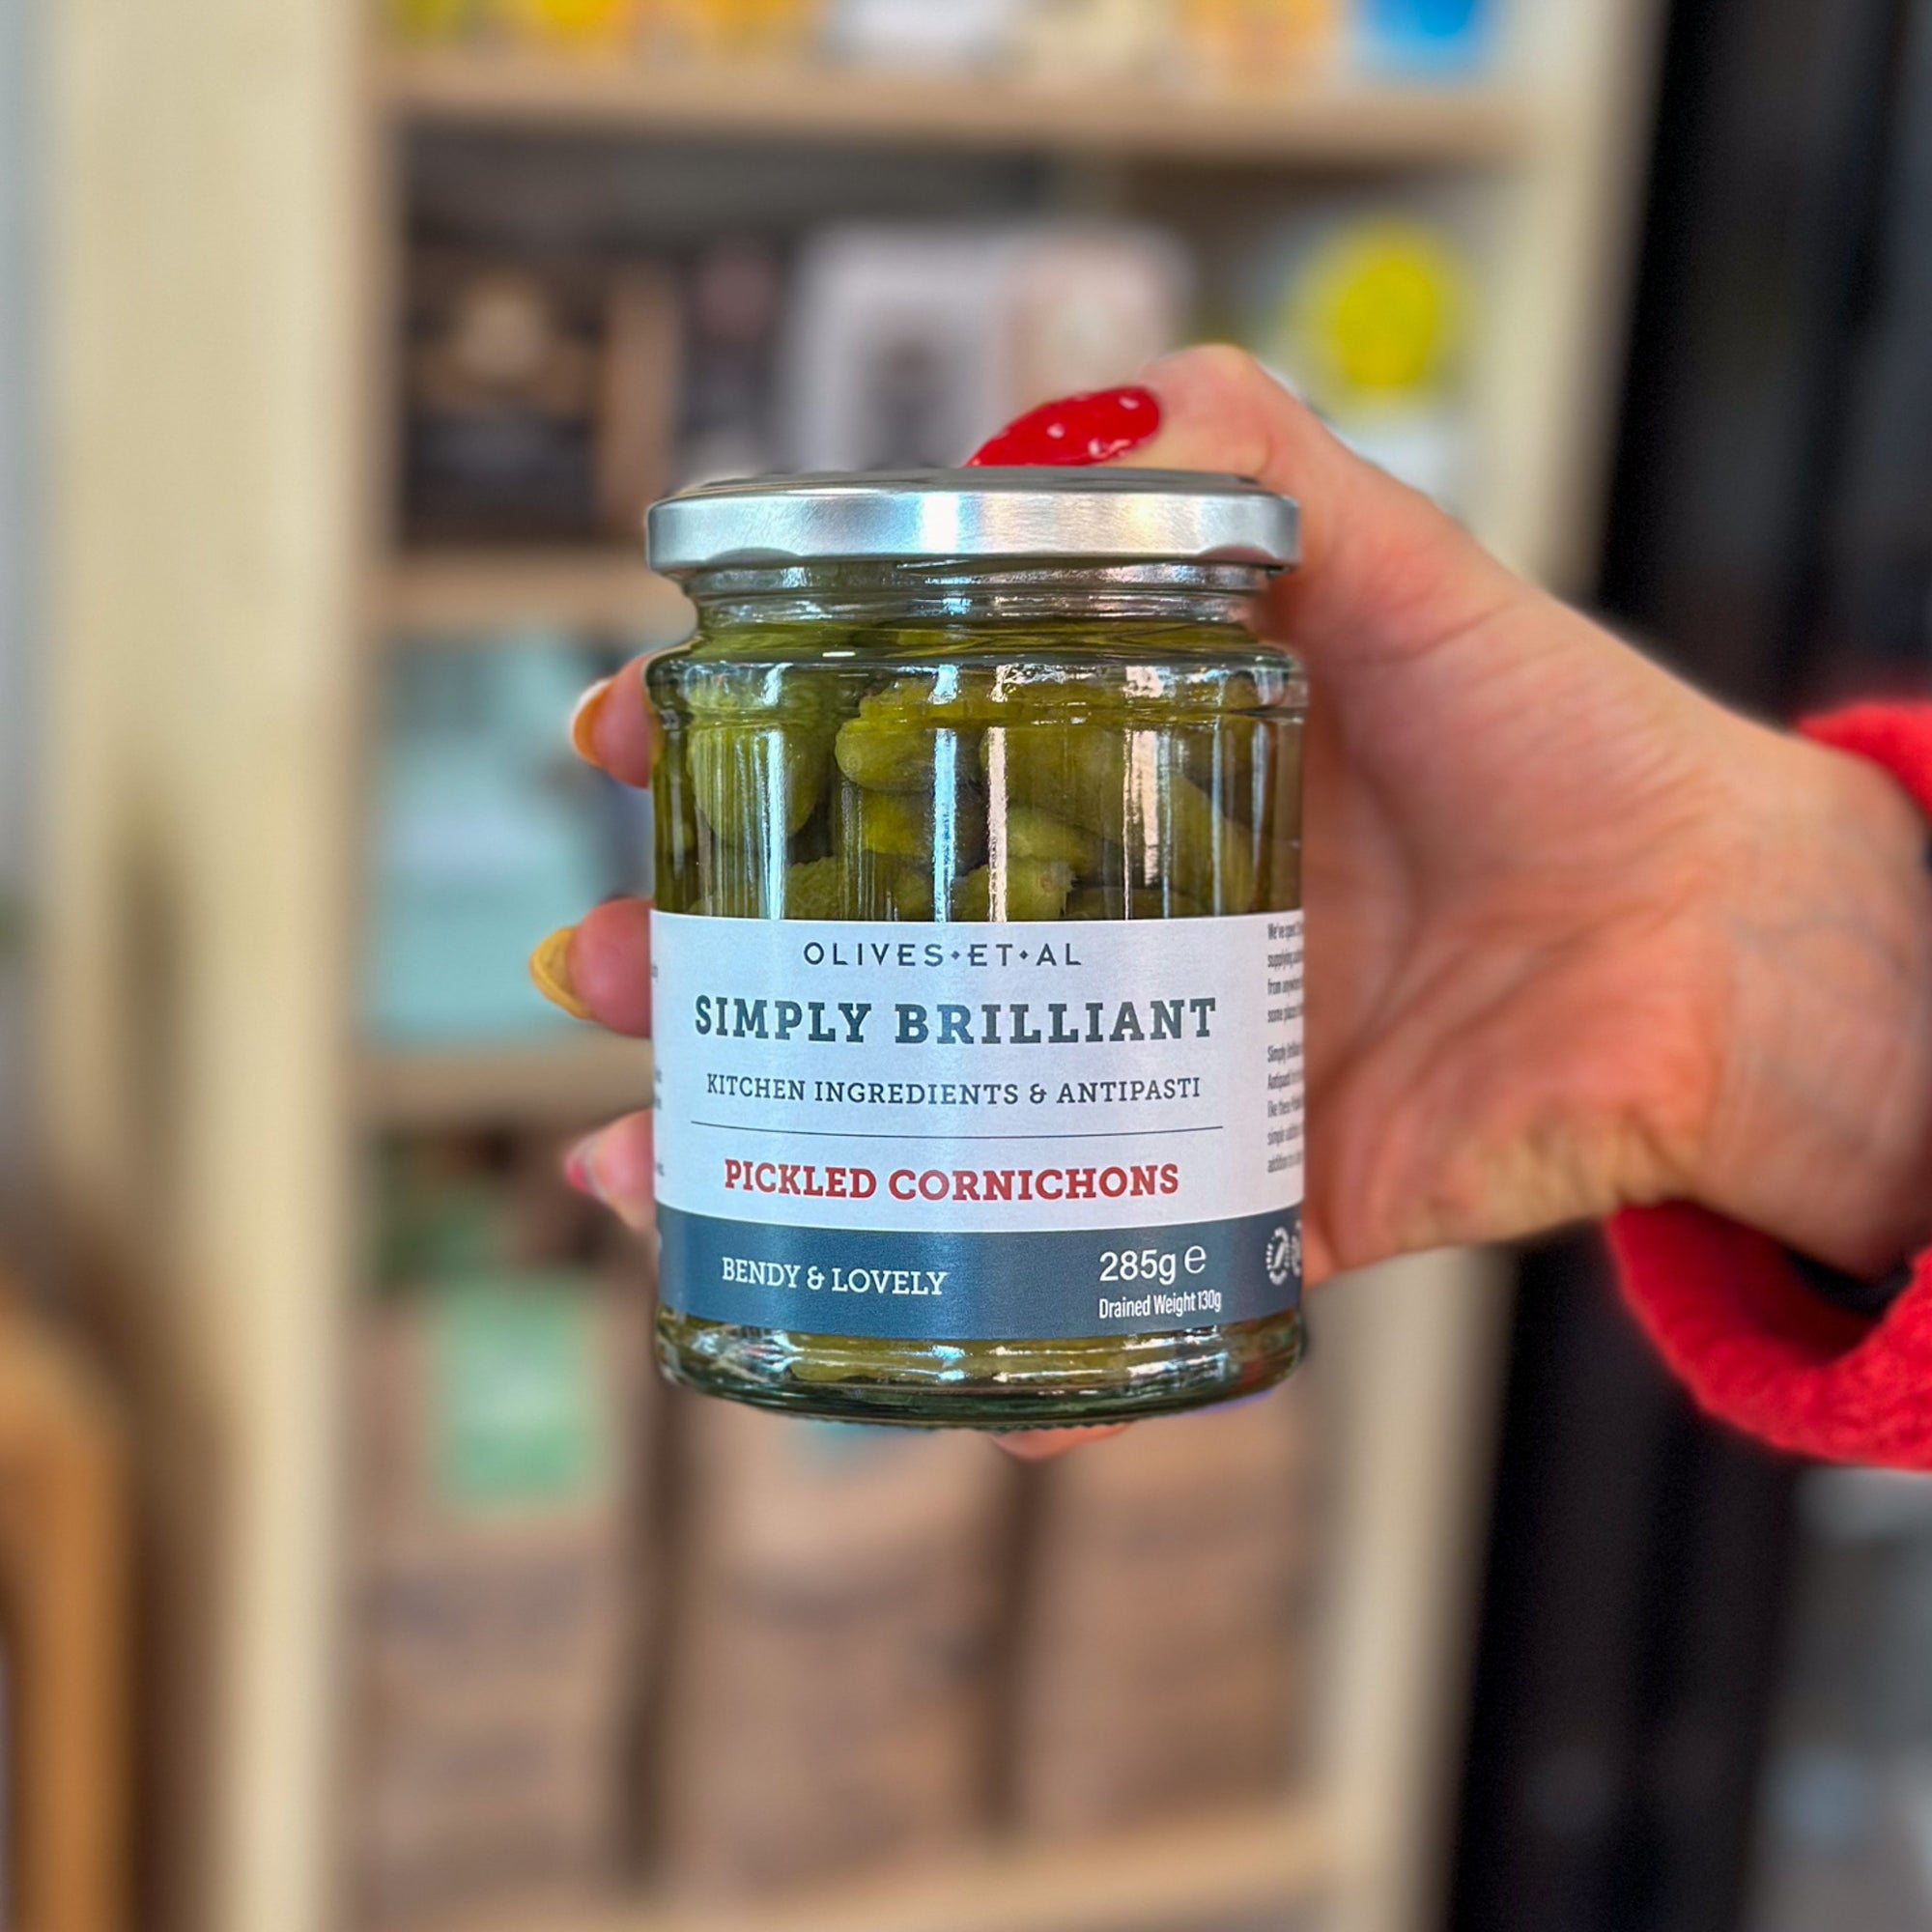 OLIVES•ET•AL
SIMPLY BRILLIANT
KITCHEN INGREDIENTS & ANTIPASTI
PICKLED CORNICHONS
BENDY & LOVELY
285g ℮
Drained Weight 130g